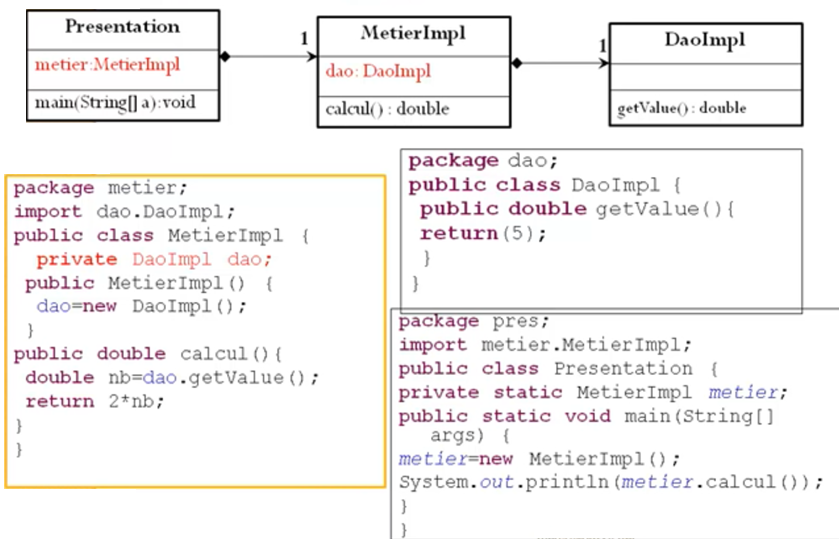 Presentation
metier:MetierImpl
main(String[] a):void
1
MetierImpl
dao: DaoImpl
calcul() : double
1
DaoImpl
getValue() : double
package metier;
import dao.DaoImpl;
public class MetierImpl {
private DaoImpl dao;
public MetierImpl() {
dao=new DaoImpl();
}
public double calcul(){
double nb=dao.getValue();
return 2*nb;
}
}
package dao;
public class DaoImpl {
public double getValue(){
return(5);
}
}
package pres;
import metier.MetierImpl;
public class Presentation {
private static MetierImpl metier;
public static void main(String[]
args) {
metier=new MetierImpl();
System.out.println(metier.calcul());
}
}